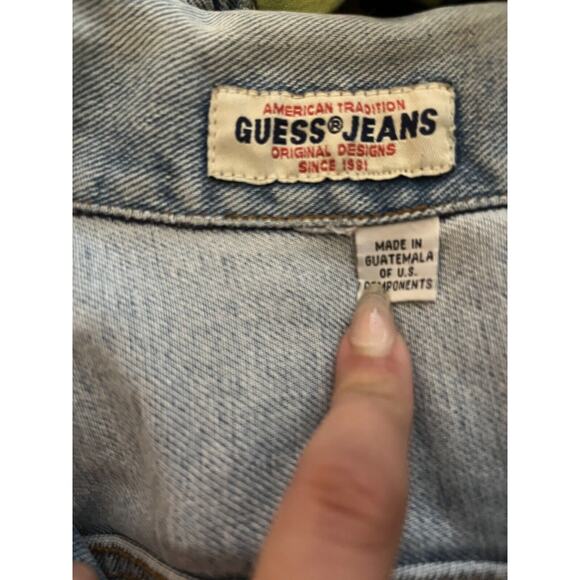 AMERICAN TRADITION
GUESS®JEANS
ORIGINAL DESIGNS
SINCE 1981
MADE IN
GUATEMALA
OF U.S.
COMPONENTS